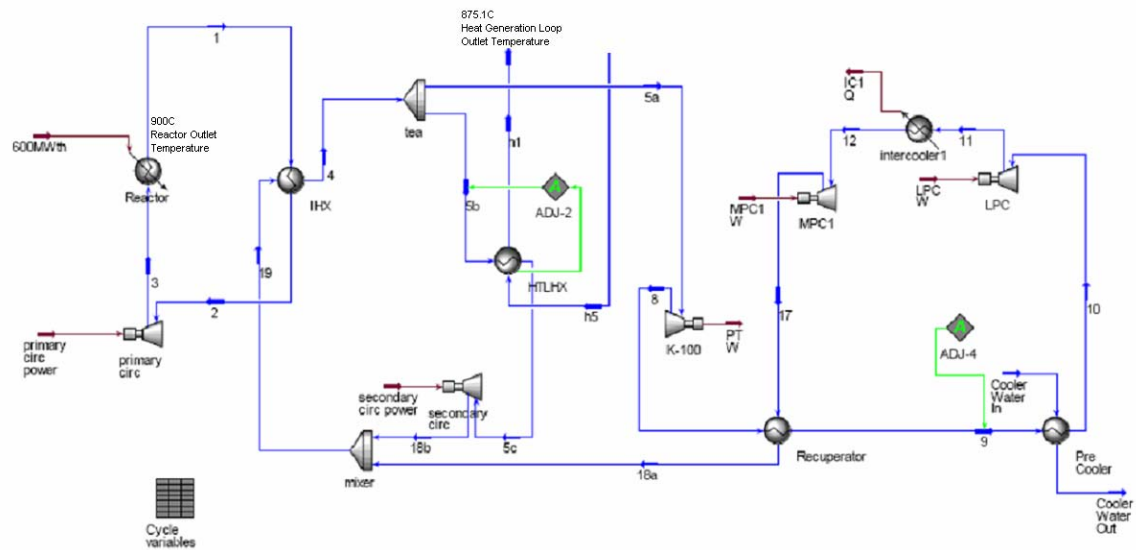 875.1C
Heat Generation Loop
Outlet Temperature
1
5a
IC1
Q
tea
12
11
intercooler1
900C
Reactor Outlet
Temperature
600MWth
h1
Reactor
4
IHX
5b
A
ADJ-2
MPC1
W
MPC1
LPC
W
LPC
19
HTLHX
3
2
h5
8
17
10
primary
circ
power
primary
circ
K-100
PT
W
A
ADJ-4
secondary
circ power
secondary
circ
Cooler
Water
In
18b
5c
9
mixer
18a
Recuperator
Pre
Cooler
Cycle
variables
Cooler
Water
Out